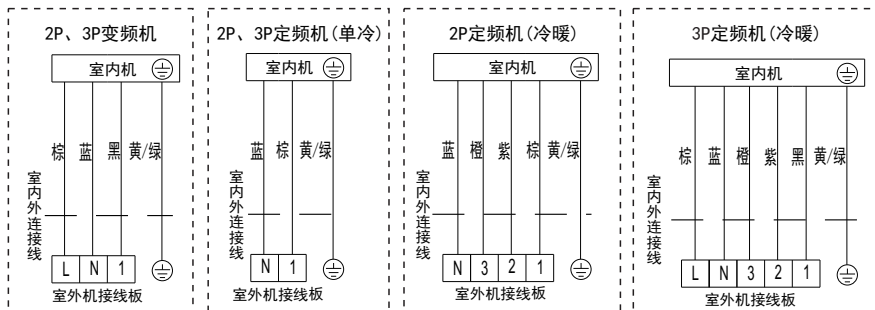 2P、3P变频机
室内机
棕 蓝 黑 黄/绿
室内外连接线
L N 1
室外机接线板
2P、3P定频机(单冷)
室内机
蓝 棕 黄/绿
室内外连接线
N 1
室外机接线板
2P定频机(冷暖)
室内机
蓝 橙 紫 棕 黄/绿
室内外连接线
N 3 2 1
室外机接线板
3P定频机(冷暖)
室内机
棕 蓝 橙 紫 黑 黄/绿
室内外连接线
L N 3 2 1
室外机接线板